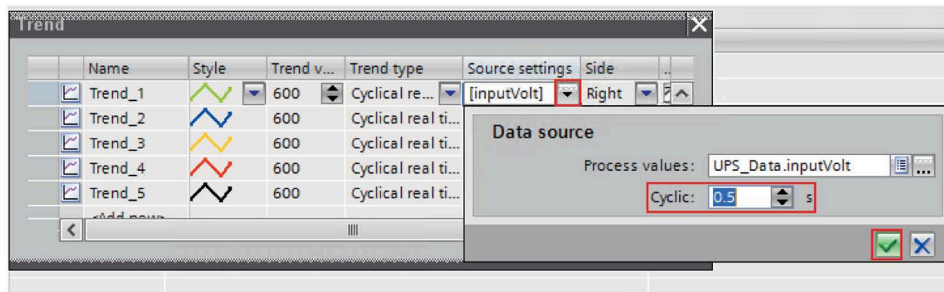 Trend
Name Style Trend v... Trend type Source settings Side ..
Trend_1 600 Cyclical re... [inputVolt] Right
Trend_2 600 Cyclical real ti...
Trend_3 600 Cyclical real ti...
Trend_4 600 Cyclical real ti...
Trend_5 600 Cyclical real ti...
<Add new>
Data source
Process values: UPS_Data.inputVolt ...
Cyclic: 0.5 s